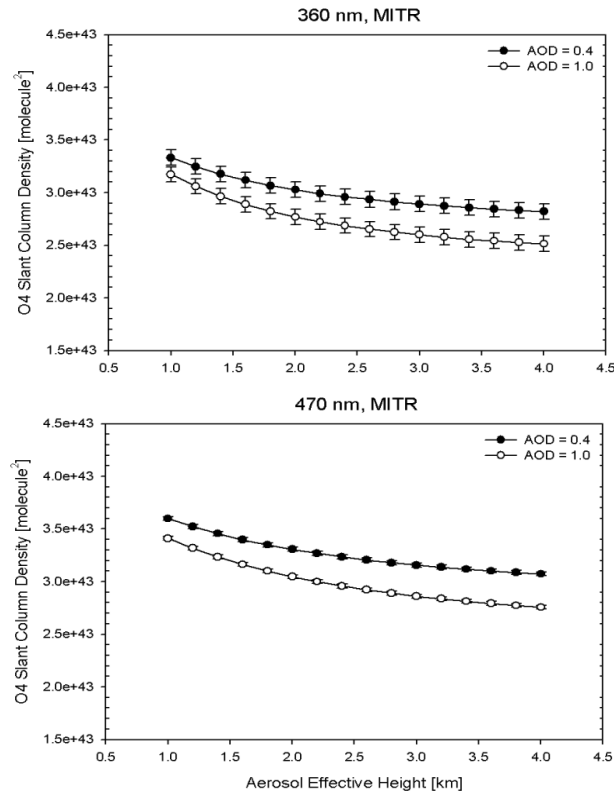 360 nm, MITR
4.5e+43
4.0e+43
3.5e+43
3.0e+43
2.5e+43
2.0e+43
1.5e+43
O4 Slant Column Density [molecule²]
AOD = 0.4
AOD = 1.0
0.5 1.0 1.5 2.0 2.5 3.0 3.5 4.0 4.5
470 nm, MITR
4.5e+43
4.0e+43
3.5e+43
3.0e+43
2.5e+43
2.0e+43
1.5e+43
O4 Slant Column Density [molecule²]
AOD = 0.4
AOD = 1.0
0.5 1.0 1.5 2.0 2.5 3.0 3.5 4.0 4.5
Aerosol Effective Height [km]